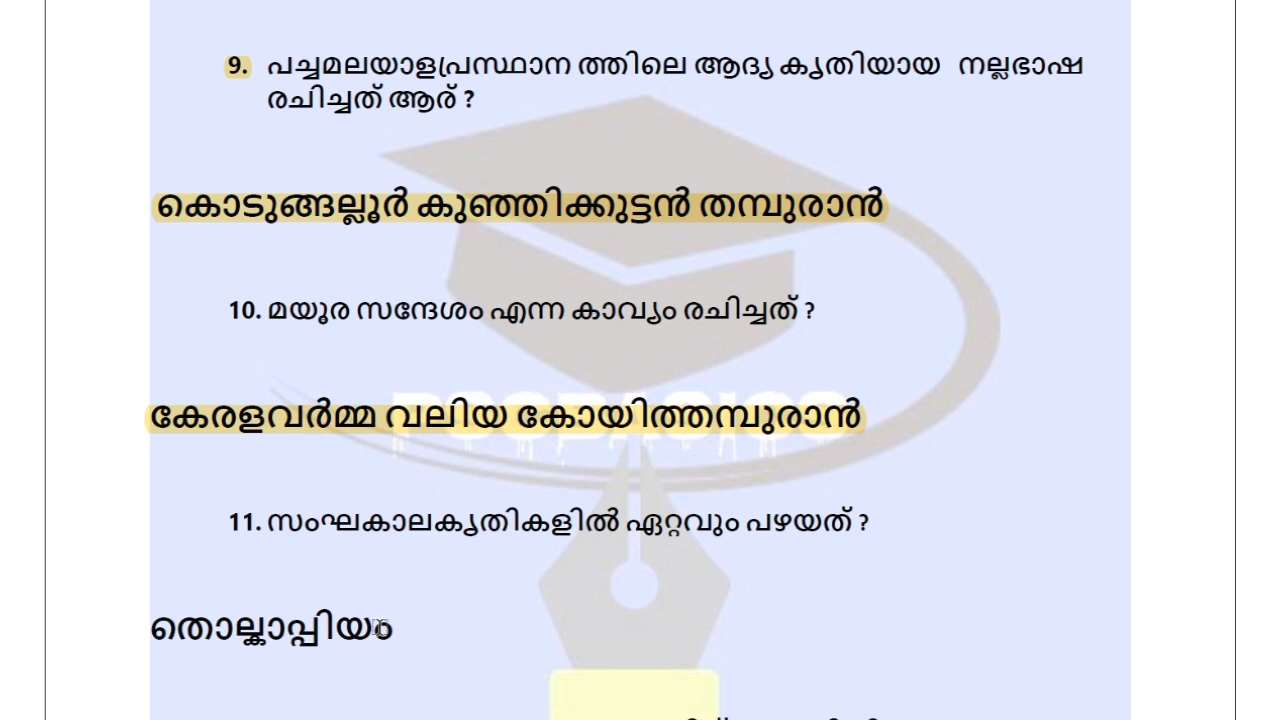 9. പച്ചമലയാളപ്രസ്ഥാന ത്തിലെ ആദ്യ കൃതിയായ നല്ലഭാഷ
രചിച്ചത് ആര് ?
കൊടുങ്ങല്ലൂർ കുഞ്ഞിക്കുട്ടൻ തമ്പുരാൻ
10. മയൂര സന്ദേശം എന്ന കാവ്യം രചിച്ചത് ?
കേരളവർമ്മ വലിയ കോയിത്തമ്പുരാൻ
11. സംഘകാലകൃതികളിൽ ഏറ്റവും പഴയത് ?
തൊല്കാപ്പിയം